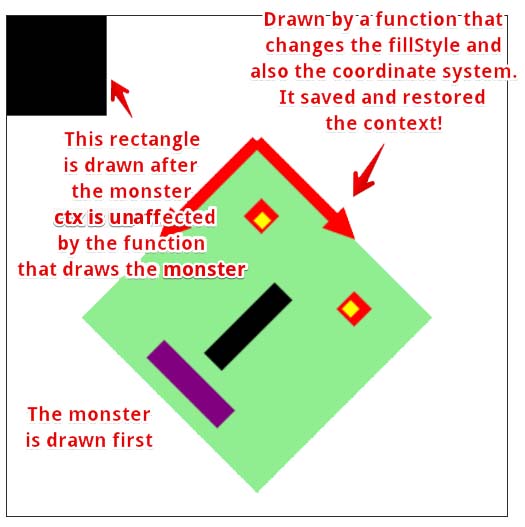 Drawn by a function that
changes the fillStyle and
also the coordinate system.
It saved and restored
the context!
This rectangle
is drawn after
the monster
ctx is unaffected
by the function
that draws the monster
The monster
is drawn first